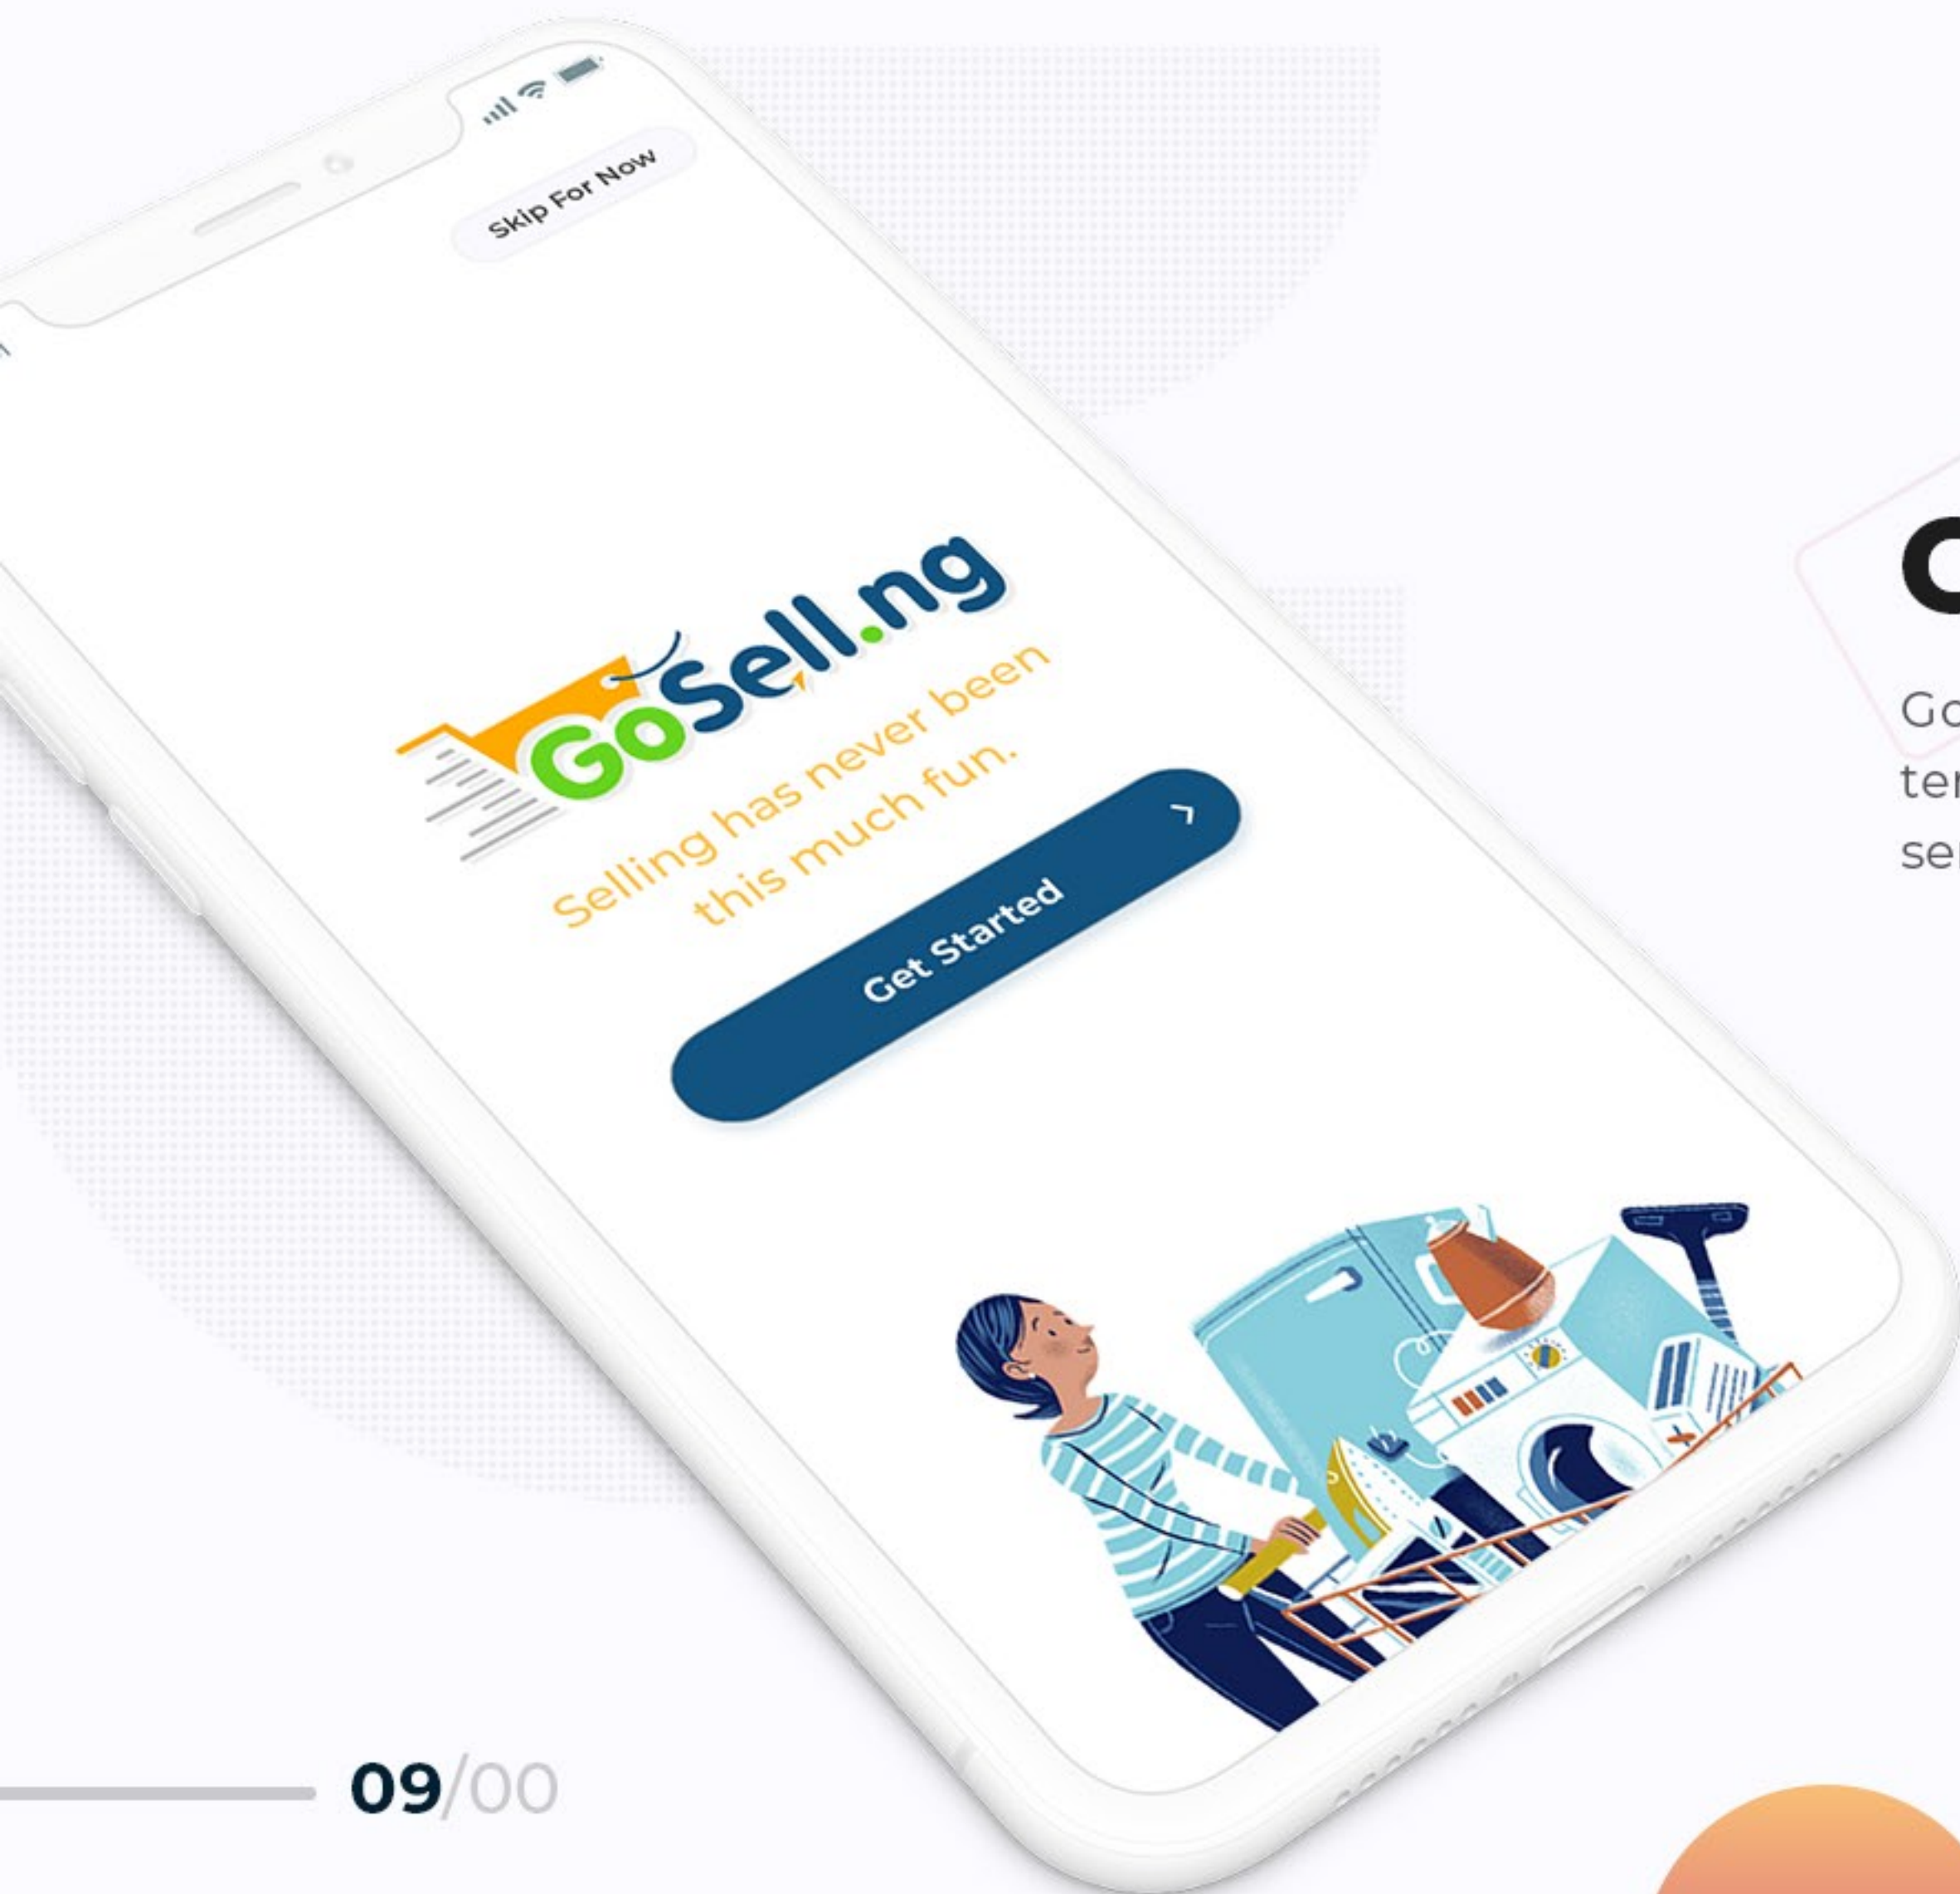 Skip For Now
GoSell.ng
Selling has never been
this much fun.
Get Started
09/00